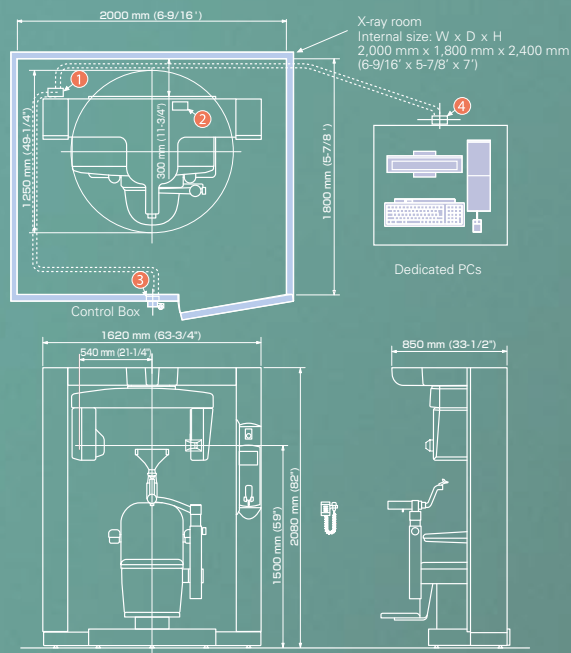 2000 mm (6-9/16')
X-ray room
Internal size: W x D x H
2,000 mm x 1,800 mm x 2,400 mm
(6-9/16' x 5-7/8' x 7')
1
2
4
1250 mm (49-1/4")
300 mm (11-3/4")
1800 mm (5-7/8')
Dedicated PCs
3
Control Box
1620 mm (63-3/4")
850 mm (33-1/2")
540 mm (21-1/4")
1500 mm (59")
2080 mm (82")